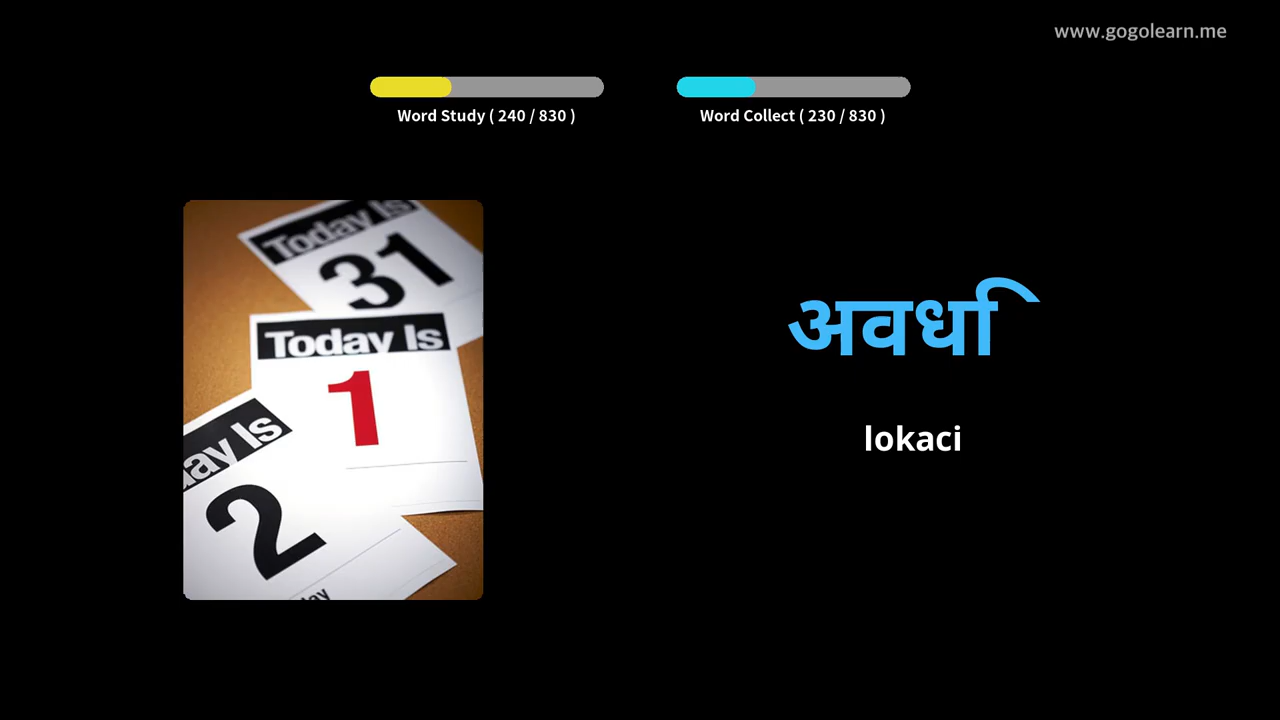 www.gogolearn.me
Word Study ( 240 / 830 )
Word Collect ( 230 / 830 )
Today Is
31
Today Is
1
ay Is
2
अवधि
lokaci